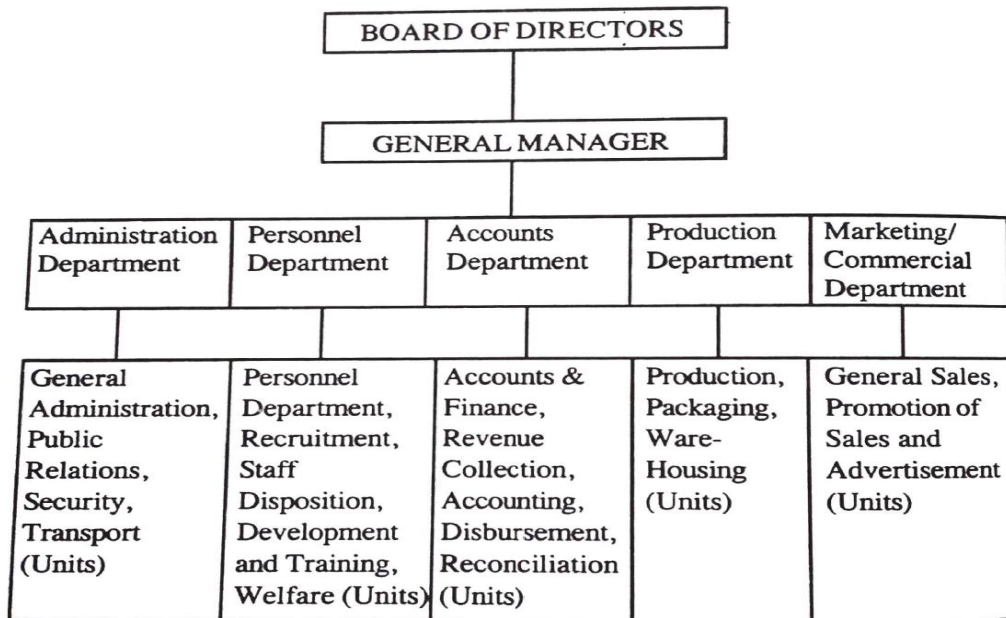 BOARD OF DIRECTORS
GENERAL MANAGER
Administration
Department
Personnel
Department
Accounts
Department
Production
Department
Marketing/
Commercial
Department
General
Administration,
Public
Relations,
Security,
Transport
(Units)
Personnel
Department,
Recruitment,
Staff
Disposition,
Development
and Training,
Welfare (Units)
Accounts &
Finance,
Revenue
Collection,
Accounting,
Disbursement,
Reconciliation
(Units)
Production,
Packaging,
Ware-
Housing
(Units)
General Sales,
Promotion of
Sales and
Advertisement
(Units)